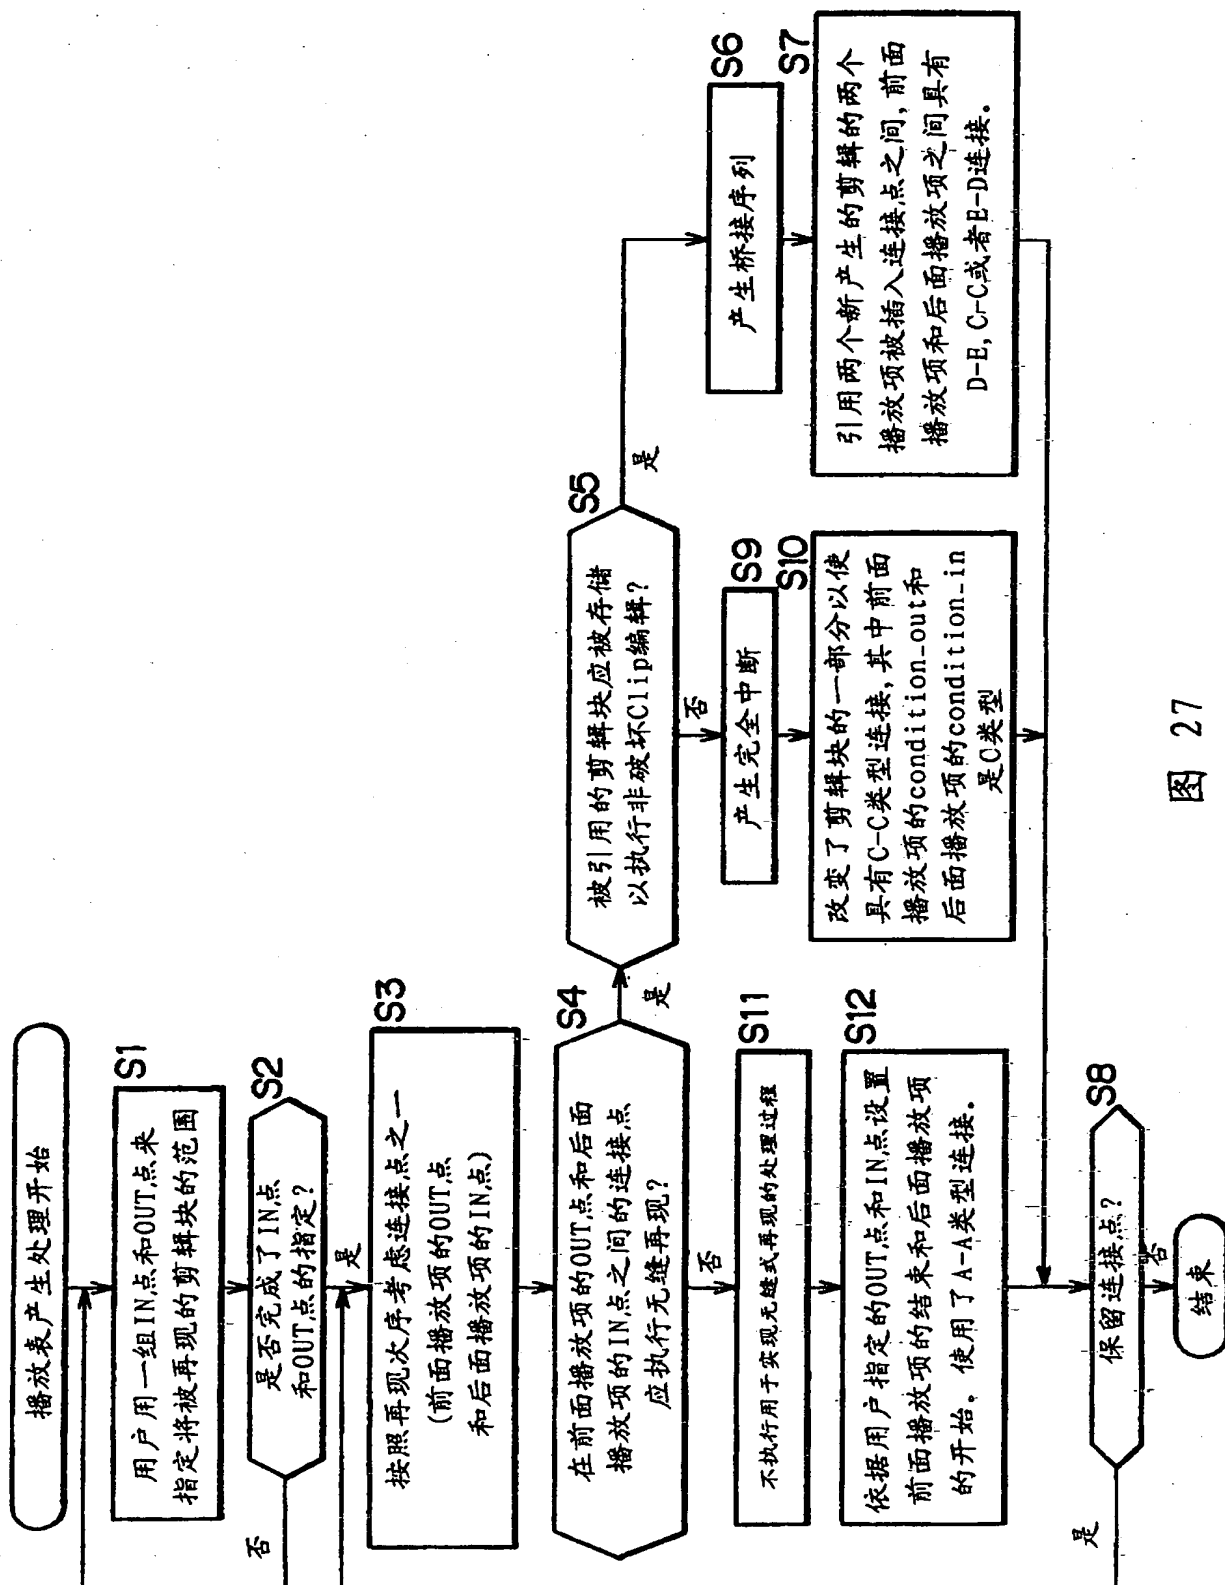 播放表产生处理开始
S1
用户用一组IN点和OUT点来
指定将被再现的剪辑块的范围
S2
是否完成了IN点
和OUT点的指定?
否
是
S3
按照再现次序考虑连接点之一
(前面播放项的OUT点
和后面播放项的IN点)
S4
在前面播放项的OUT点和后面
播放项的IN点之间的连接点
应执行无缝再现?
是
否
S5
被引用的剪辑块应被存储
以执行非破坏Clip编辑?
是
否
S6
产生桥接序列
S7
引用两个新产生的剪辑的两个
播放项被插入连接点之间,前面
播放项和后面播放项之间具有
D-E,C-C或者E-D连接.
S9
产生完全中断
S10
改变了剪辑块的一部分以使
具有C-C类型连接,其中前面
播放项的condition_out和
后面播放项的condition_in
是C类型
S11
不执行用于实现无缝式再现的处理过程
S12
依据用户指定的OUT点和IN点设置
前面播放项的结束和后面播放项
的开始。使用了A-A类型连接.
S8
保留连接点?
是
否
结束
图 27